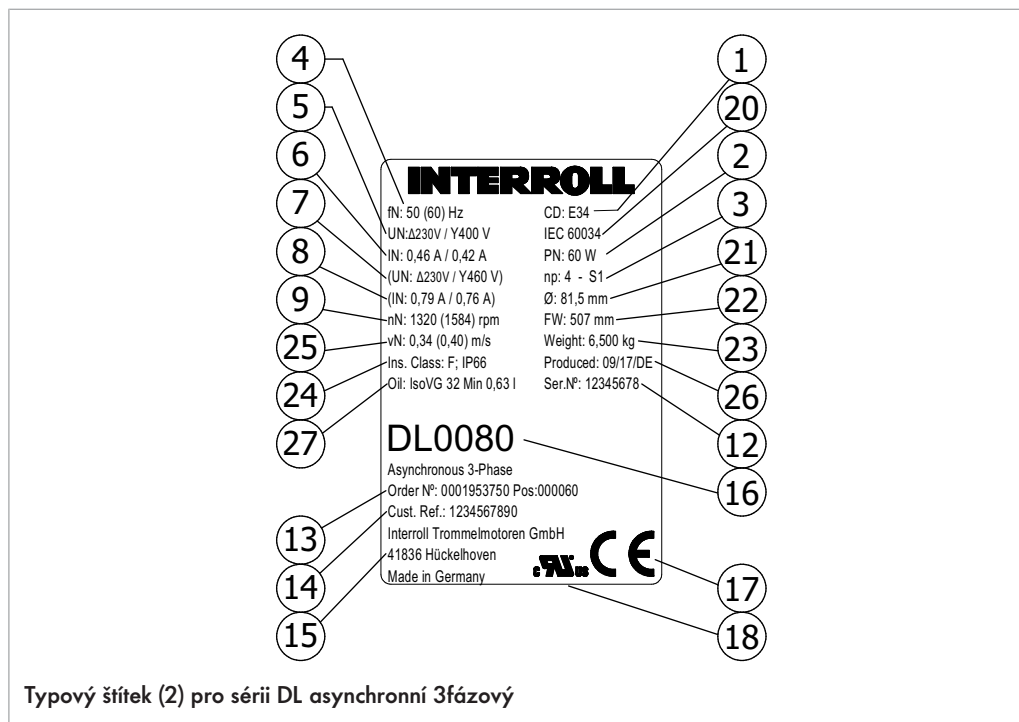 4
5
6
7
8
9
25
24
27
13
14
15
1
20
2
3
21
22
23
26
12
16
17
18
INTERROLL
fN: 50 (60) Hz
UN:Δ230V / Y400 V
IN: 0,46 A / 0,42 A
(UN: Δ230V / Y460 V)
(IN: 0,79 A / 0,76 A)
nN: 1320 (1584) rpm
vN: 0,34 (0,40) m/s
Ins. Class: F; IP66
Oil: IsoVG 32 Min 0,63 l
CD: E34
IEC 60034
PN: 60 W
np: 4 - S1
Ø: 81,5 mm
FW: 507 mm
Weight: 6,500 kg
Produced: 09/17/DE
Ser.Nº: 12345678
DL0080
Asynchronous 3-Phase
Order Nº: 0001953750 Pos:000060
Cust. Ref.: 1234567890
Interroll Trommelmotoren GmbH
41836 Hückelhoven
Made in Germany
c RU us CE
Typový štítek (2) pro sérii DL asynchronní 3fázový